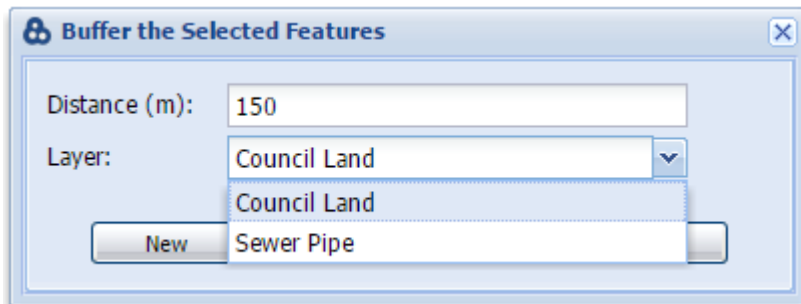 Buffer the Selected Features
Distance (m): 150
Layer: Council Land
Council Land
New Sewer Pipe